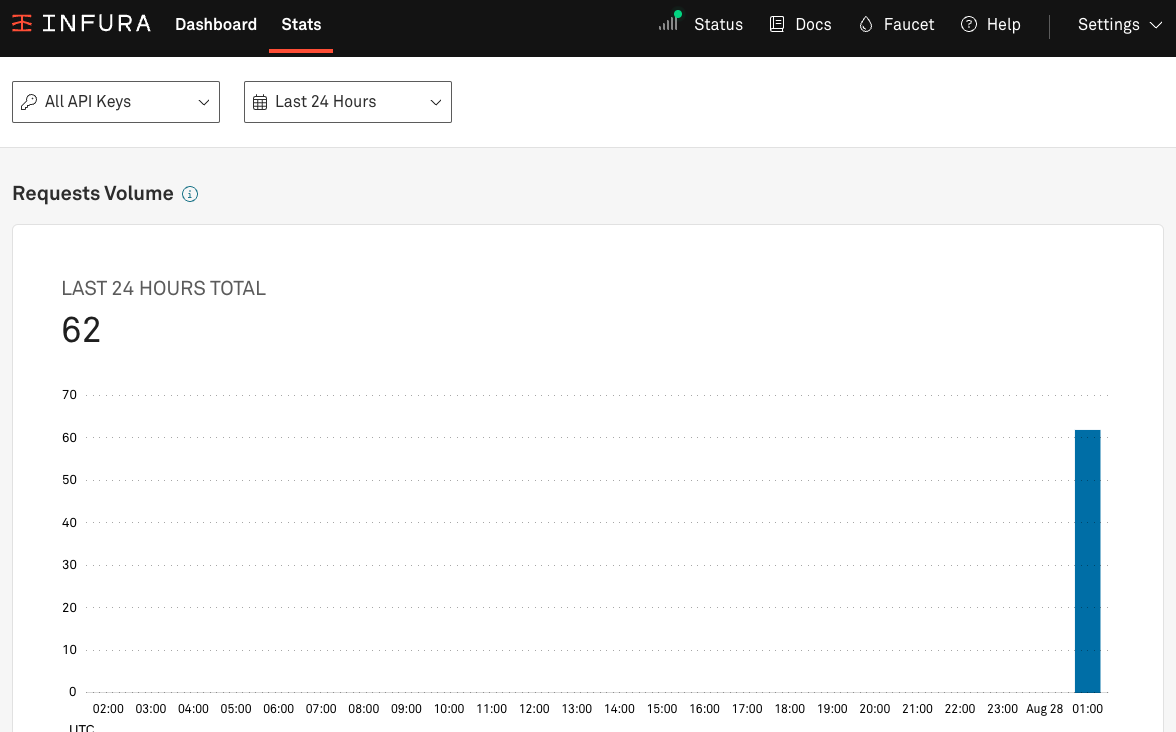 INFURA Dashboard Stats Status Docs Faucet Help Settings
All API Keys Last 24 Hours
Requests Volume
LAST 24 HOURS TOTAL
62
70
60
50
40
30
20
10
0
02:00 03:00 04:00 05:00 06:00 07:00 08:00 09:00 10:00 11:00 12:00 13:00 14:00 15:00 16:00 17:00 18:00 19:00 20:00 21:00 22:00 23:00 Aug 28 01:00
UTC